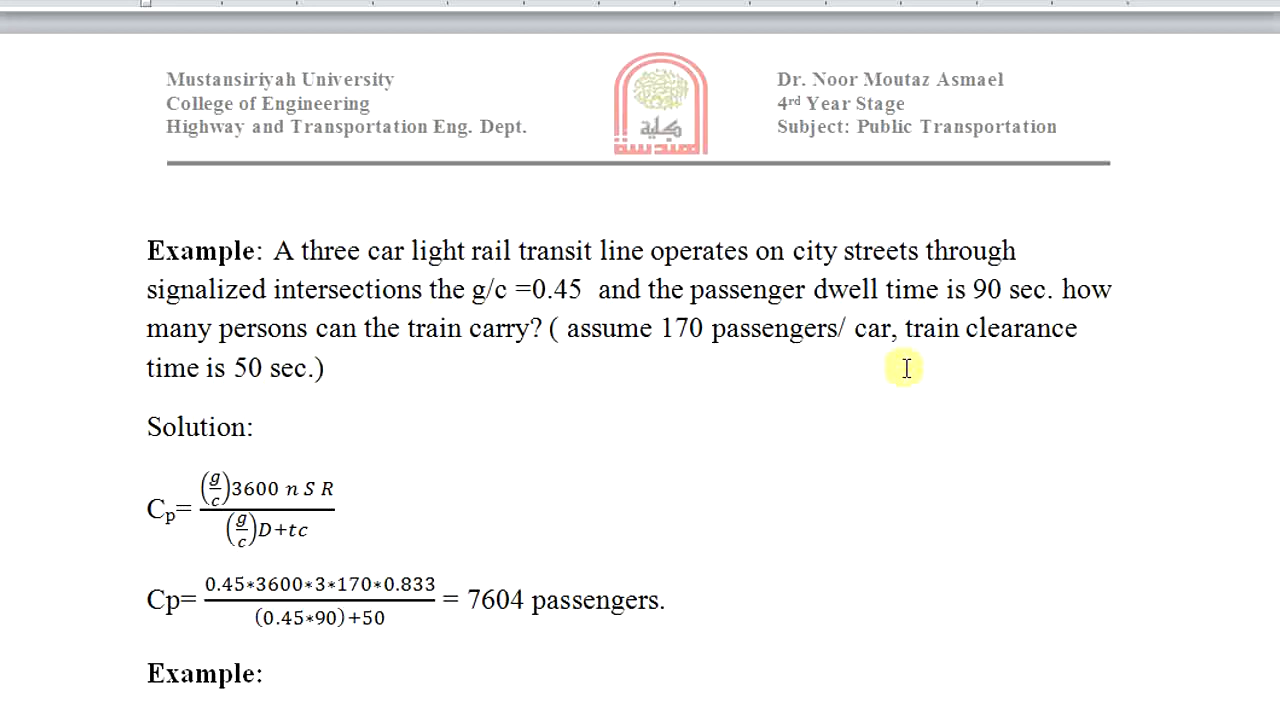 Mustansiriyah University
College of Engineering
Highway and Transportation Eng. Dept.
كلية
الهندسة
Dr. Noor Moutaz Asmael
4rd Year Stage
Subject: Public Transportation
Example: A three car light rail transit line operates on city streets through
signalized intersections the g/c =0.45 and the passenger dwell time is 90 sec. how
many persons can the train carry? ( assume 170 passengers/ car, train clearance
time is 50 sec.)
Solution:
Cp= (g/c)3600 n S R / (g/c)D+tc
Cp= 0.45*3600*3*170*0.833 / (0.45*90)+50 = 7604 passengers.
Example: